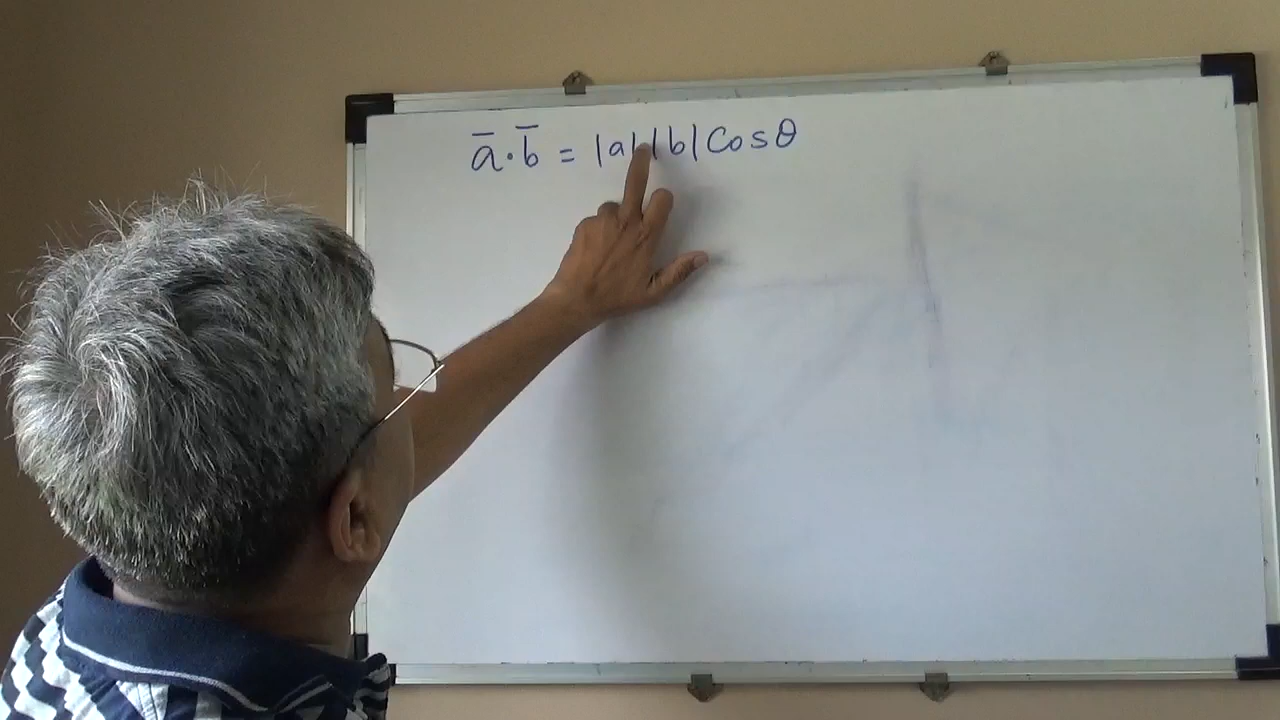 a̅·b̅ = |a||b| Cosθ